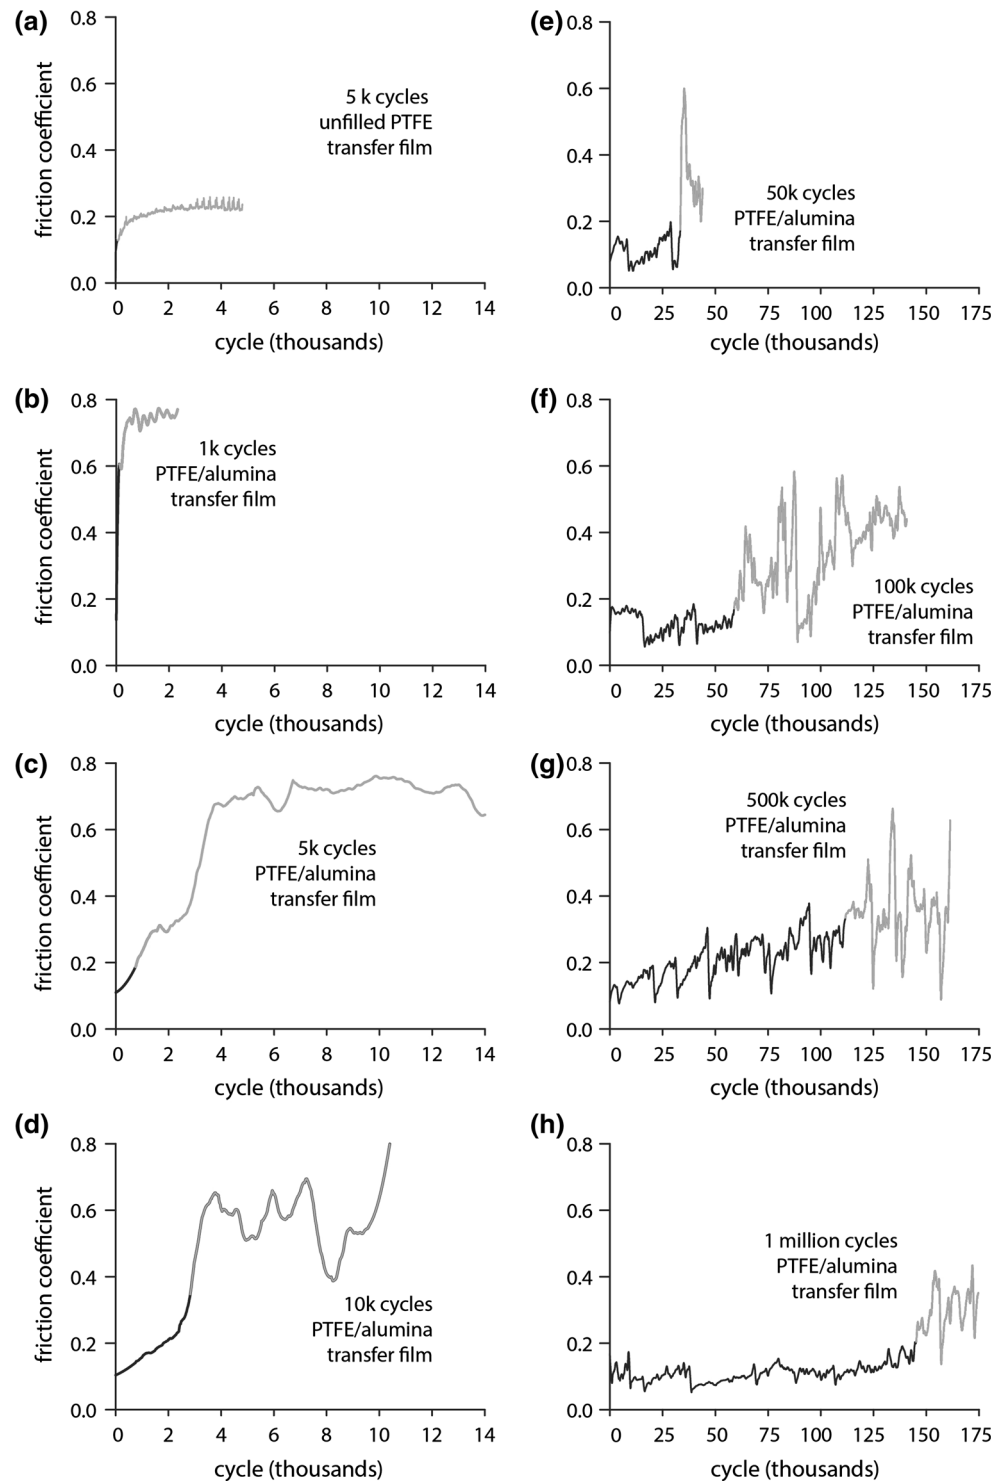 (a)
0.8
0.6
0.4
0.2
0.0
friction coefficient
5 k cycles
unfilled PTFE
transfer film
0 2 4 6 8 10 12 14
cycle (thousands)
(b)
0.8
0.6
0.4
0.2
0.0
friction coefficient
1k cycles
PTFE/alumina
transfer film
0 2 4 6 8 10 12 14
cycle (thousands)
(c)
0.8
0.6
0.4
0.2
0.0
friction coefficient
5k cycles
PTFE/alumina
transfer film
0 2 4 6 8 10 12 14
cycle (thousands)
(d)
0.8
0.6
0.4
0.2
0.0
friction coefficient
10k cycles
PTFE/alumina
transfer film
0 2 4 6 8 10 12 14
cycle (thousands)
(e)
0.8
0.6
0.4
0.2
0.0
50k cycles
PTFE/alumina
transfer film
0 25 50 75 100 125 150 175
cycle (thousands)
(f)
0.8
0.6
0.4
0.2
0.0
100k cycles
PTFE/alumina
transfer film
0 25 50 75 100 125 150 175
cycle (thousands)
(g)
0.8
0.6
0.4
0.2
0.0
500k cycles
PTFE/alumina
transfer film
0 25 50 75 100 125 150 175
cycle (thousands)
(h)
0.8
0.6
0.4
0.2
0.0
1 million cycles
PTFE/alumina
transfer film
0 25 50 75 100 125 150 175
cycle (thousands)